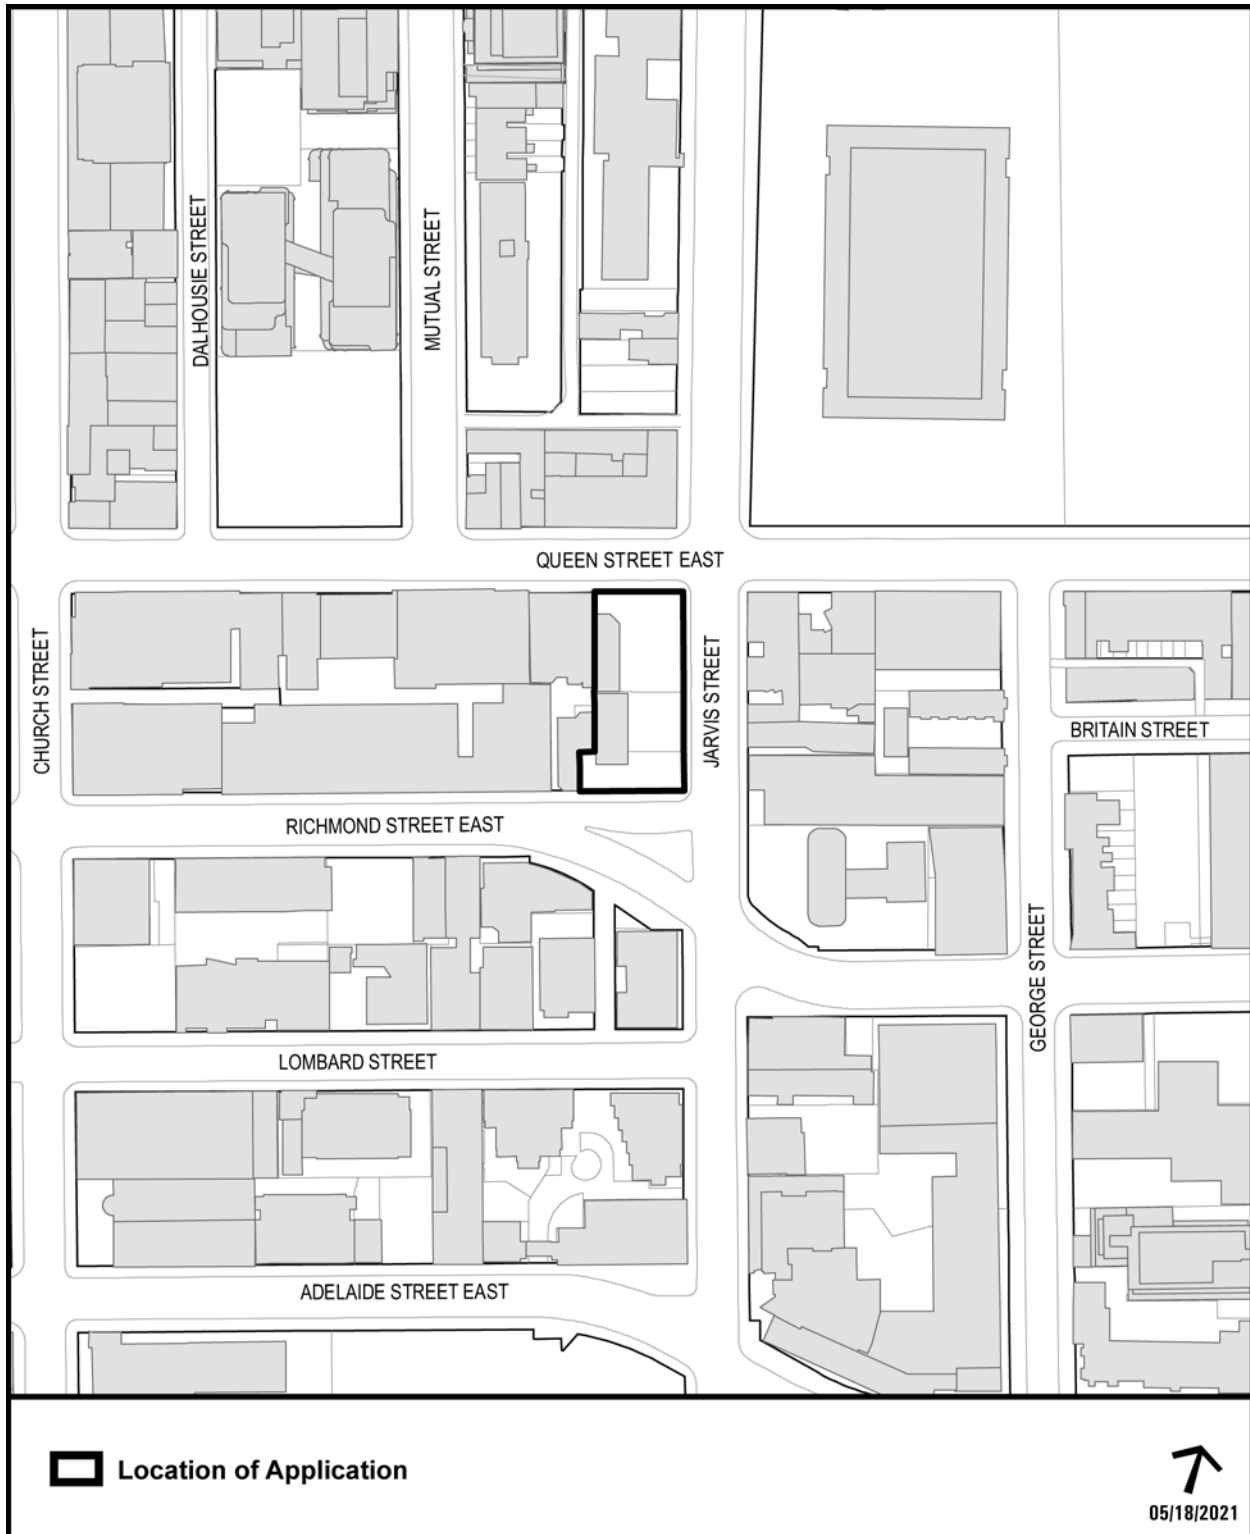 DALHOUSIE STREET
MUTUAL STREET
QUEEN STREET EAST
CHURCH STREET
JARVIS STREET
BRITAIN STREET
RICHMOND STREET EAST
GEORGE STREET
LOMBARD STREET
ADELAIDE STREET EAST
Location of Application
05/18/2021